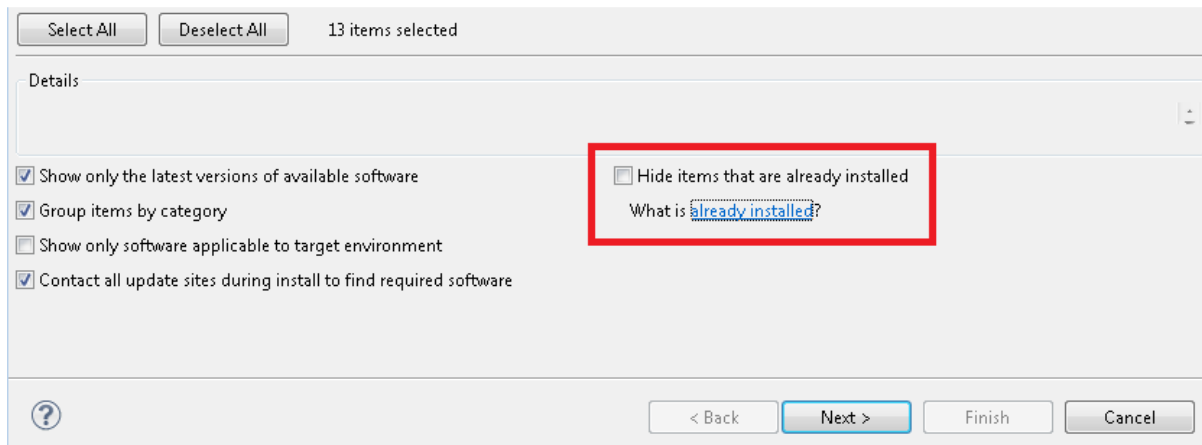 Select All Deselect All 13 items selected
Details
Show only the latest versions of available software
Hide items that are already installed
Group items by category
What is already installed?
Show only software applicable to target environment
Contact all update sites during install to find required software
? < Back Next > Finish Cancel